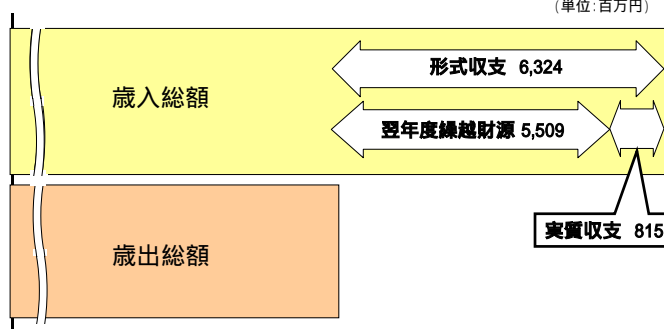 (単位:百万円)
形式収支 6,324
歳入総額
翌年度繰越財源 5,509
実質収支 815
歳出総額